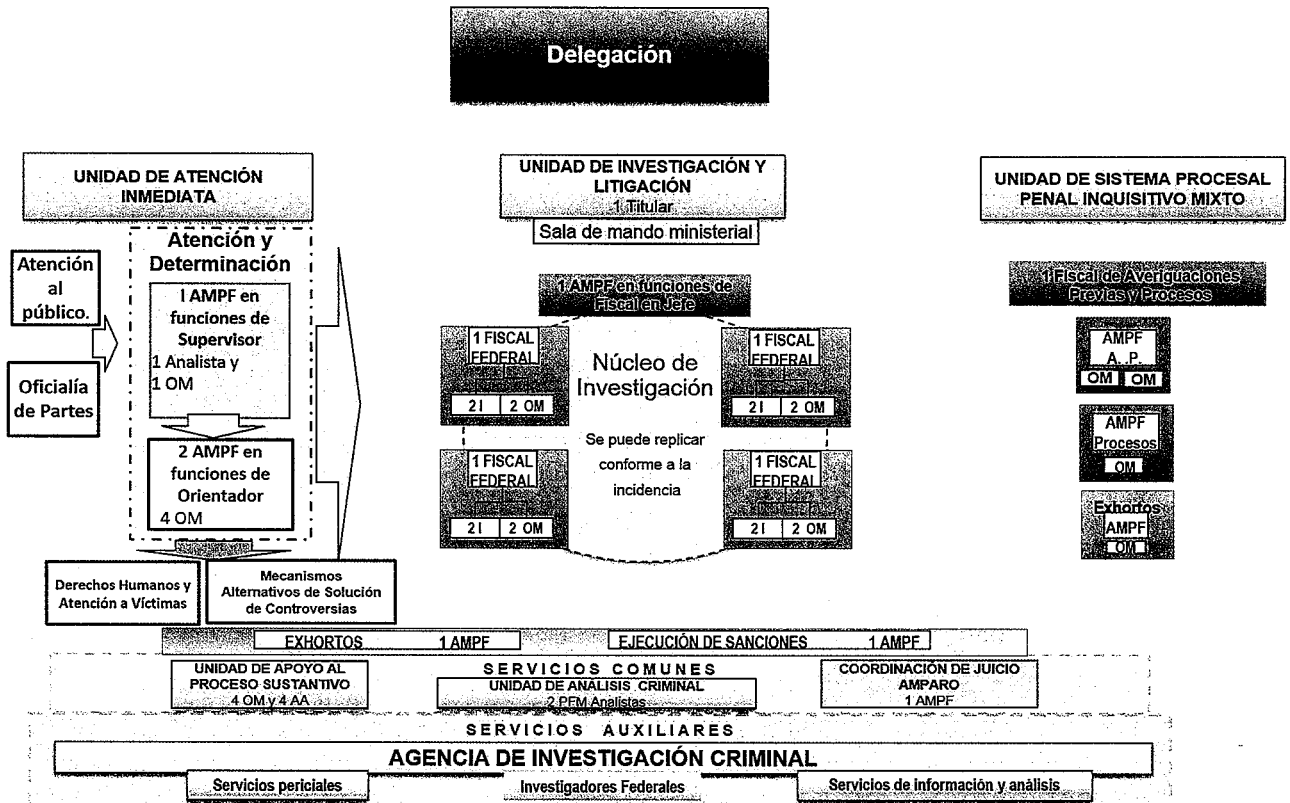 Delegación
UNIDAD DE ATENCIÓN
INMEDIATA
Atención
al
público.
Oficialía
de Partes
Atención y
Determinación
1 AMPF en
funciones de
Supervisor
1 Analista y
1 OM
2 AMPF en
funciones de
Orientador
4 OM
Derechos Humanos y
Atención a Víctimas
Mecanismos
Alternativos de Solución
de Controversias
UNIDAD DE INVESTIGACIÓN Y
LITIGACIÓN
1 Titular
Sala de mando ministerial
1 AMPF en funciones de
Fiscal en Jefe
1 FISCAL
FEDERAL
2 I 2 OM
1 FISCAL
FEDERAL
2 I 2 OM
Núcleo de
Investigación
Se puede replicar
conforme a la
incidencia
1 FISCAL
FEDERAL
2 I 2 OM
1 FISCAL
FEDERAL
2 I 2 OM
UNIDAD DE SISTEMA PROCESAL
PENAL INQUISITIVO MIXTO
1 Fiscal de Averiguaciones
Previas y Procesos
AMPF
A. .P.
OM OM
AMPF
Procesos
OM
Exhortos
AMPF
OM
EXHORTOS 1 AMPF
EJECUCIÓN DE SANCIONES 1 AMPF
SERVICIOS COMUNES
UNIDAD DE APOYO AL
PROCESO SUSTANTIVO
4 OM y 4 AA
UNIDAD DE ANÁLISIS CRIMINAL
2 PFM Analistas
COORDINACIÓN DE JUICIO
AMPARO
1 AMPF
SERVICIOS AUXILIARES
AGENCIA DE INVESTIGACIÓN CRIMINAL
Servicios periciales
Investigadores Federales
Servicios de información y análisis